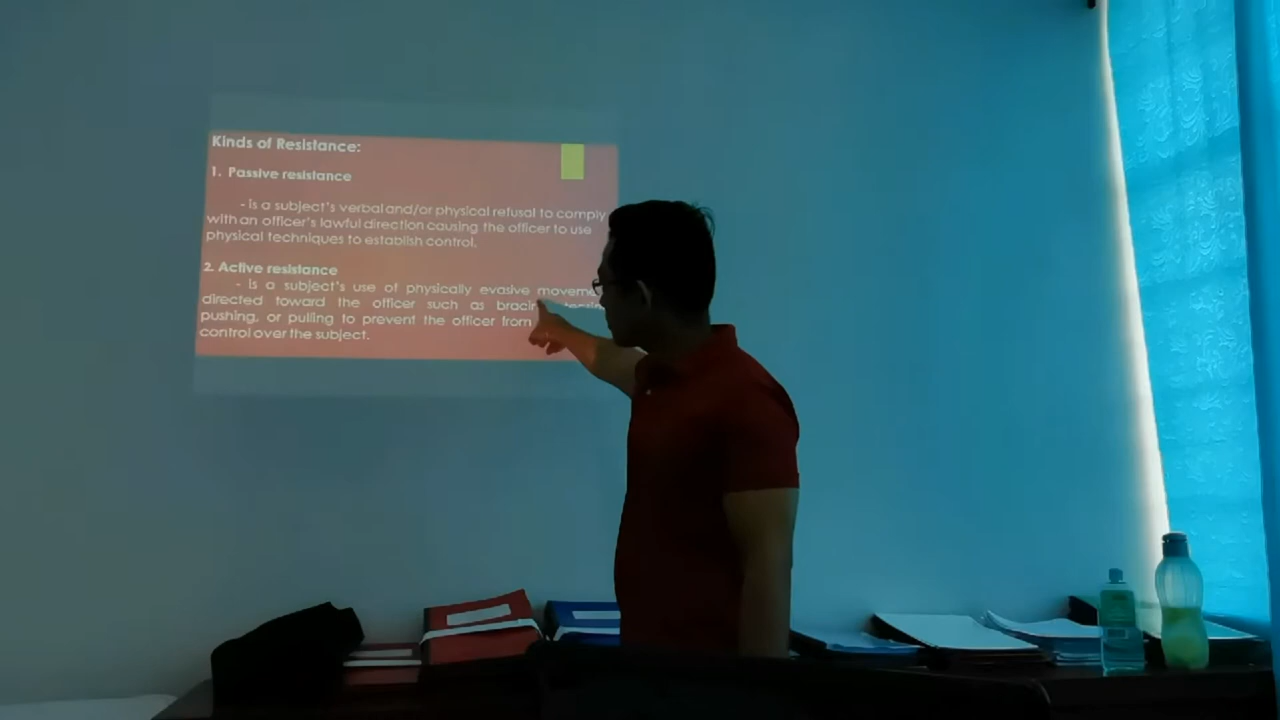 Kinds of Resistance:
1. Passive resistance
- is a subject's verbal and/or physical refusal to comply
with an officer's lawful direction causing the officer to use
physical techniques to establish control.
2. Active resistance
- is a subject's use of physically evasive
directed toward the officer such as
pushing, or pulling to prevent the officer from
control over the subject.